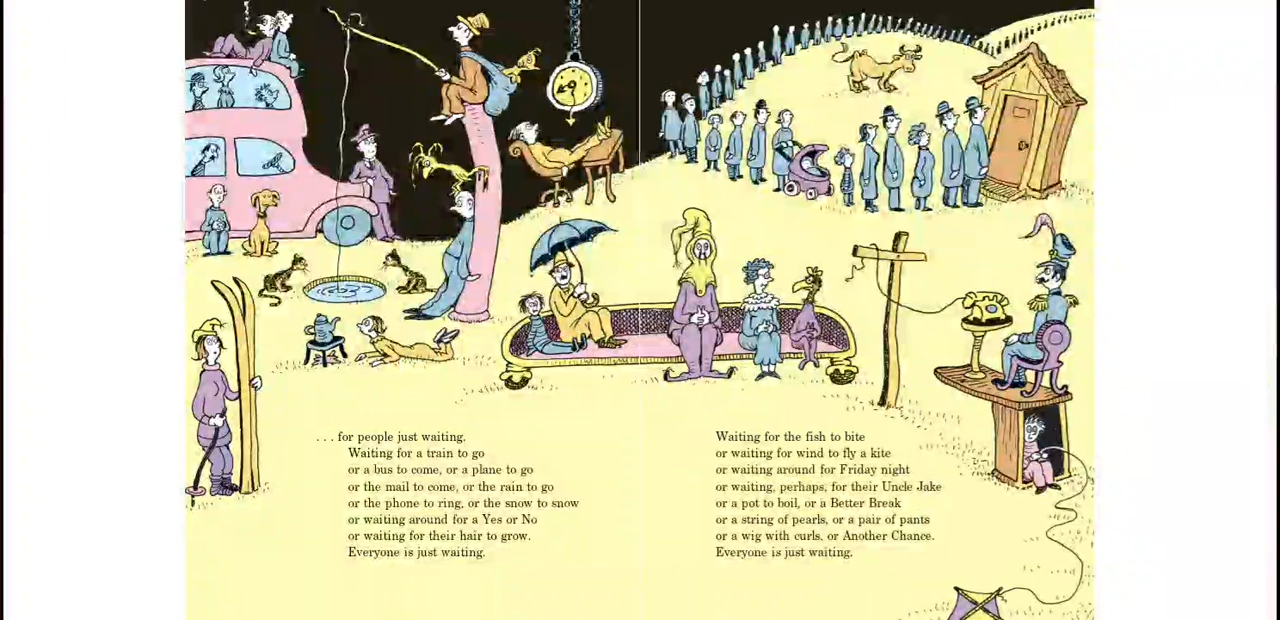 . . . for people just waiting.
Waiting for a train to go
or a bus to come, or a plane to go
or the mail to come, or the rain to go
or the phone to ring, or the snow to snow
or waiting around for a Yes or No
or waiting for their hair to grow.
Everyone is just waiting.
Waiting for the fish to bite
or waiting for wind to fly a kite
or waiting around for Friday night
or waiting, perhaps, for their Uncle Jake
or a pot to boil, or a Better Break
or a string of pearls, or a pair of pants
or a wig with curls, or Another Chance.
Everyone is just waiting.